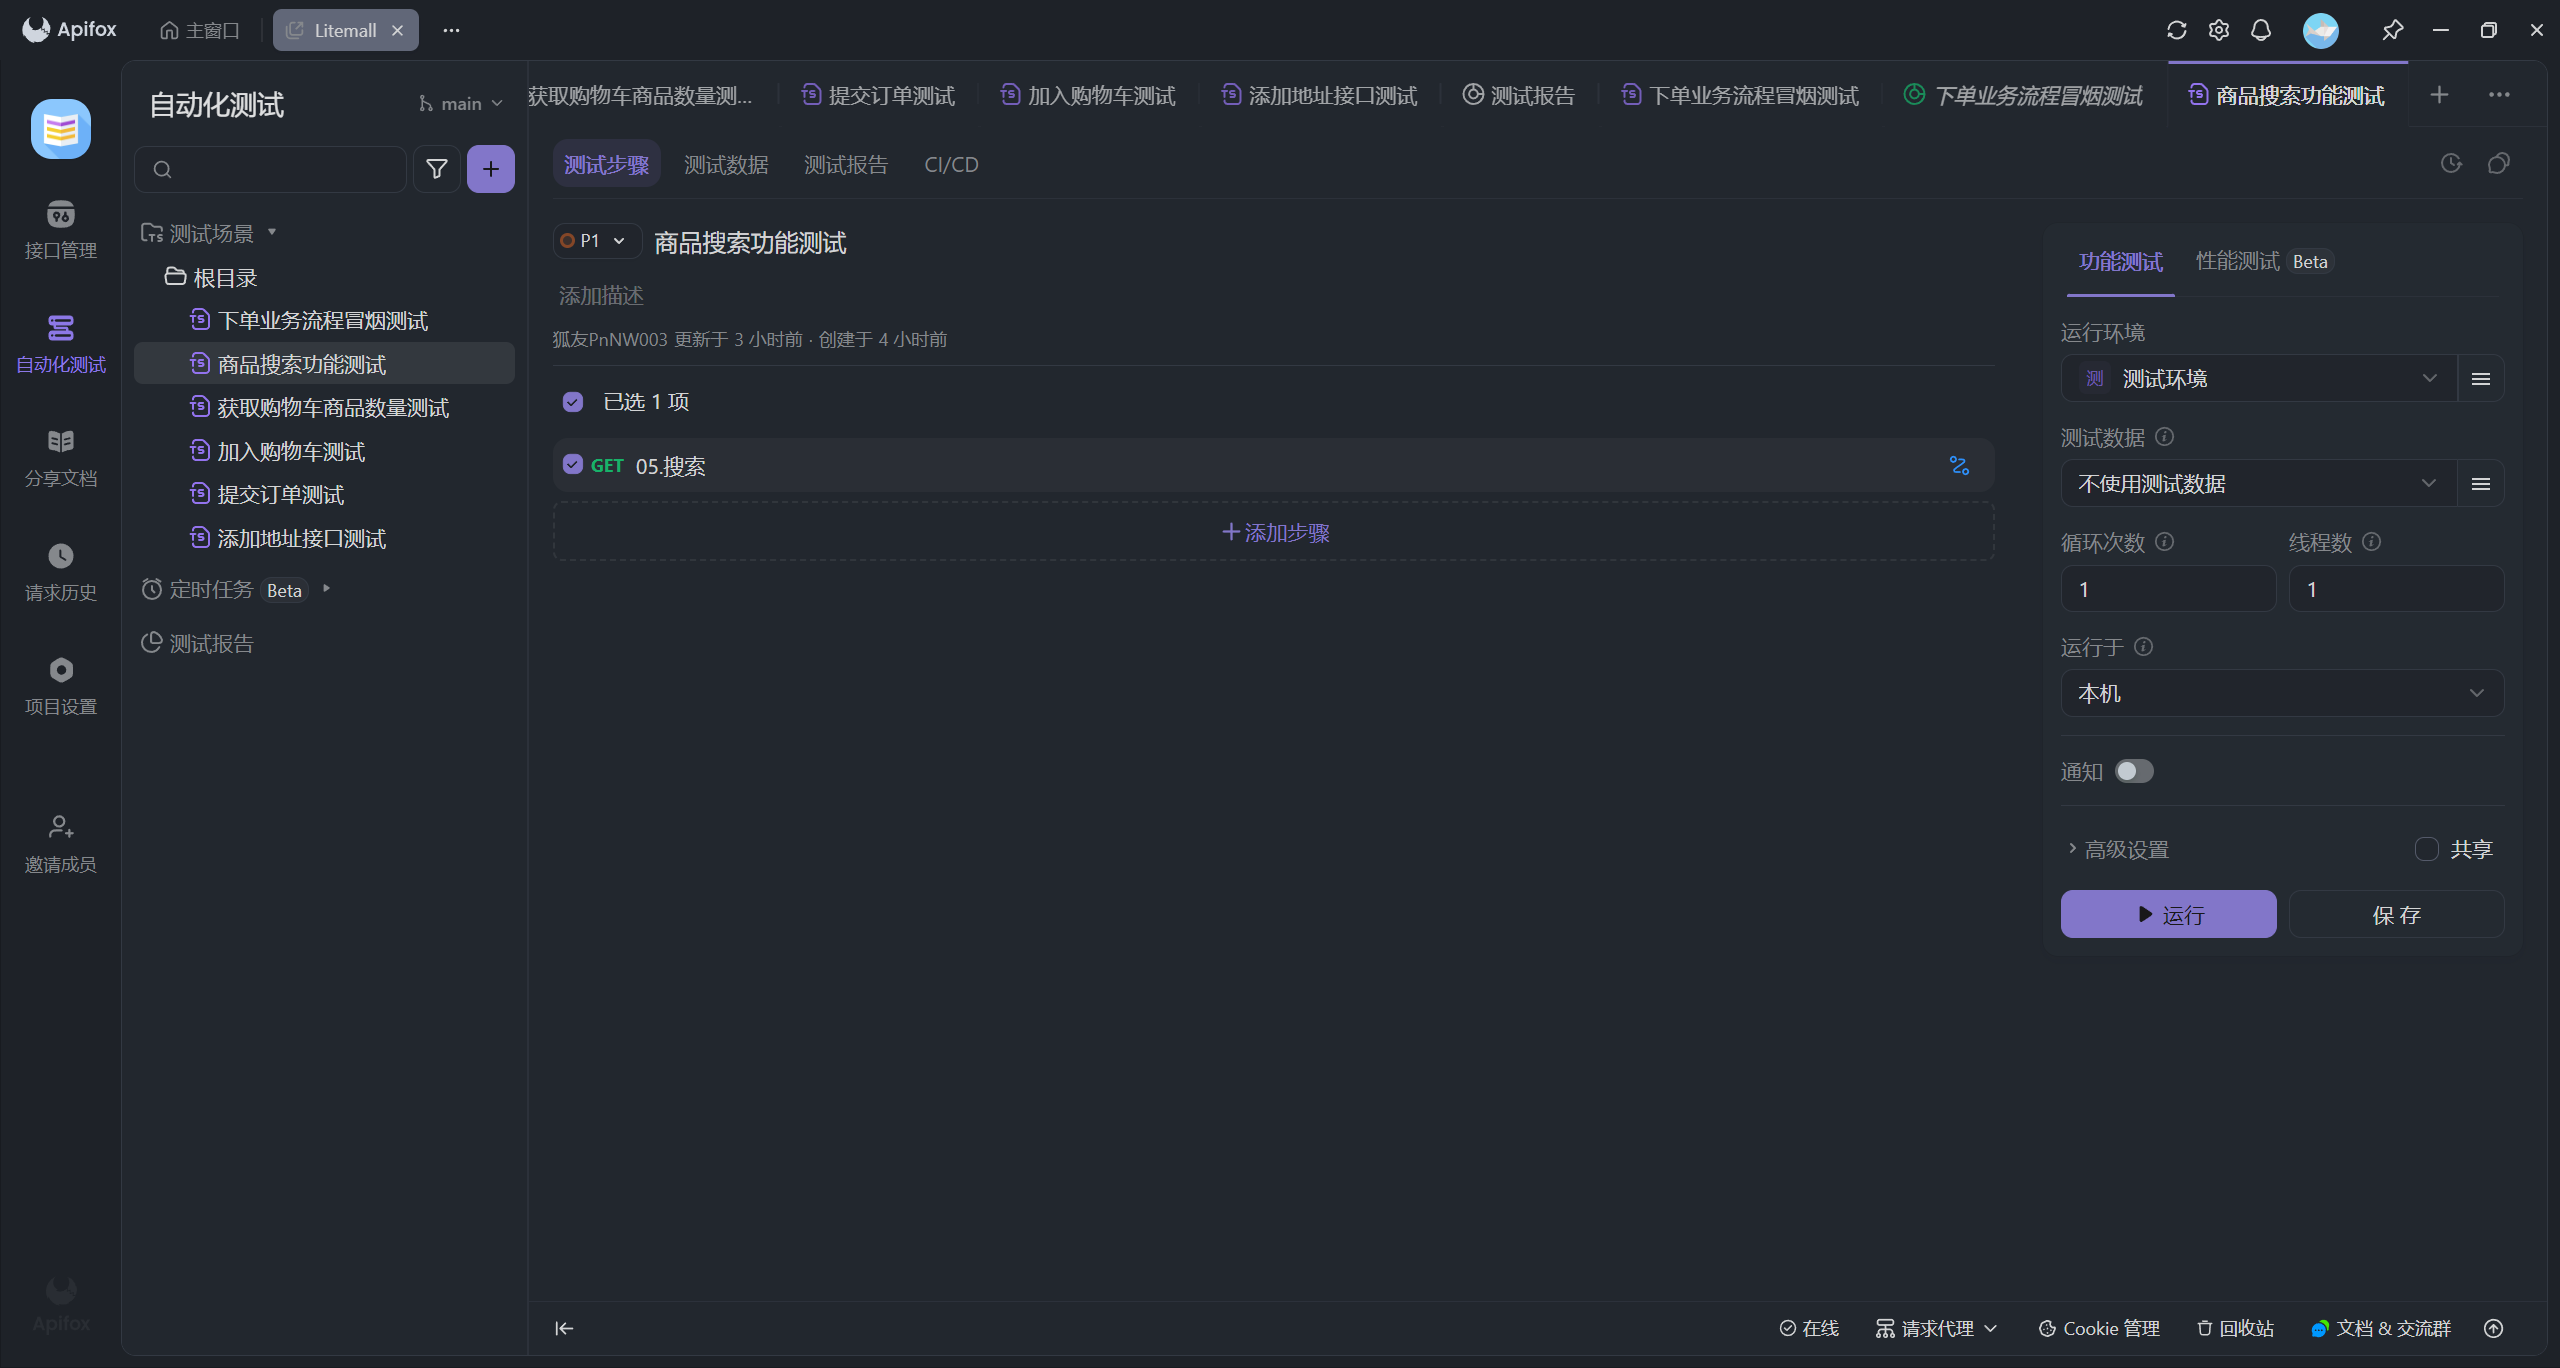 Apifox
主窗口
Litemall
自动化测试
main
接口管理
自动化测试
分享文档
请求历史
项目设置
邀请成员
Apifox
测试场景
根目录
下单业务流程冒烟测试
商品搜索功能测试
获取购物车商品数量测试
加入购物车测试
提交订单测试
添加地址接口测试
定时任务 Beta
测试报告
获取购物车商品数量测...
提交订单测试
加入购物车测试
添加地址接口测试
测试报告
下单业务流程冒烟测试
下单业务流程冒烟测试
商品搜索功能测试
测试步骤
测试数据
测试报告
CI/CD
P1
商品搜索功能测试
添加描述
狐友PnNW003 更新于 3 小时前 · 创建于 4 小时前
已选 1 项
GET 05.搜索
添加步骤
功能测试
性能测试 Beta
运行环境
测 测试环境
测试数据
不使用测试数据
循环次数
线程数
1
1
运行于
本机
通知
高级设置
共享
运行
保 存
在线
请求代理
Cookie 管理
回收站
文档 & 交流群